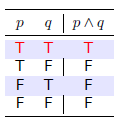 p q p ∧ q
T T T
T F F
F T F
F F F